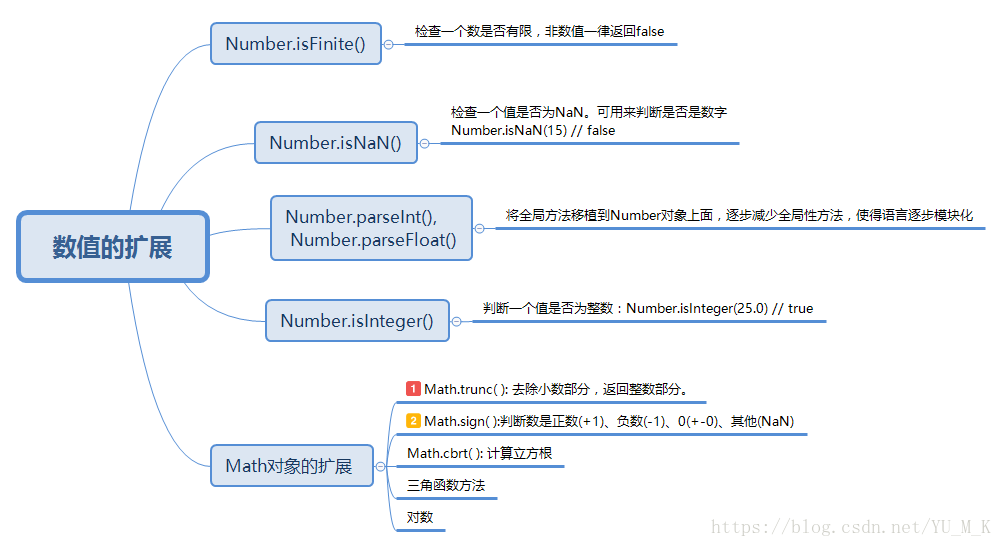 数值的扩展
Number.isFinite()
检查一个数是否有限，非数值一律返回false
Number.isNaN()
检查一个值是否为NaN。可用来判断是否是数字
Number.isNaN(15) // false
Number.parseInt(),
Number.parseFloat()
将全局方法移植到Number对象上面，逐步减少全局性方法，使得语言逐步模块化
Number.isInteger()
判断一个值是否为整数：Number.isInteger(25.0) // true
Math对象的扩展
1 Math.trunc( ): 去除小数部分，返回整数部分。
2 Math.sign( ):判断数是正数(+1)、负数(-1)、0(+-0)、其他(NaN)
Math.cbrt( ): 计算立方根
三角函数方法
对数
https://blog.csdn.net/YU_M_K